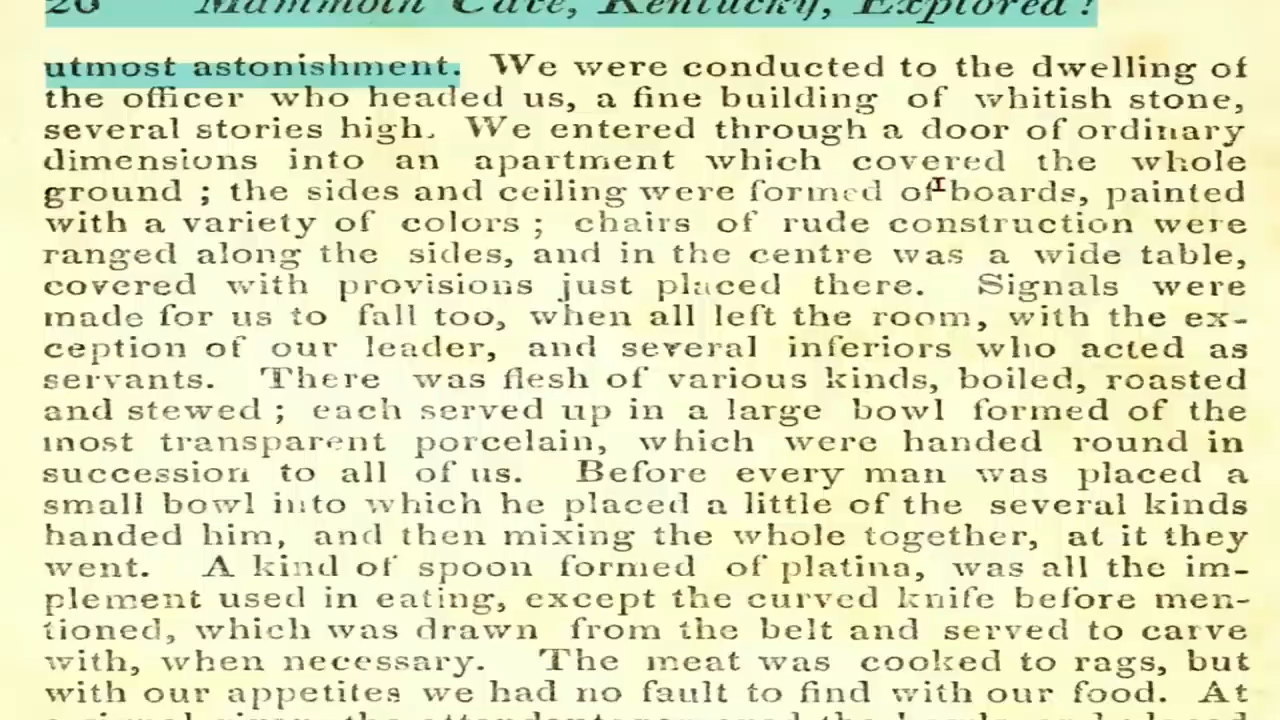 26 Mammoth Cave, Kentucky, Explored!
utmost astonishment. We were conducted to the dwelling of
the officer who headed us, a fine building of whitish stone,
several stories high. We entered through a door of ordinary
dimensions into an apartment which covered the whole
ground ; the sides and ceiling were formed of boards, painted
with a variety of colors ; chairs of rude construction were
ranged along the sides, and in the centre was a wide table,
covered with provisions just placed there. Signals were
made for us to fall too, when all left the room, with the ex-
ception of our leader, and several inferiors who acted as
servants. There was flesh of various kinds, boiled, roasted
and stewed ; each served up in a large bowl formed of the
most transparent porcelain, which were handed round in
succession to all of us. Before every man was placed a
small bowl into which he placed a little of the several kinds
handed him, and then mixing the whole together, at it they
went. A kind of spoon formed of platina, was all the im-
plement used in eating, except the curved knife before men-
tioned, which was drawn from the belt and served to carve
with, when necessary. The meat was cooked to rags, but
with our appetites we had no fault to find with our food. At